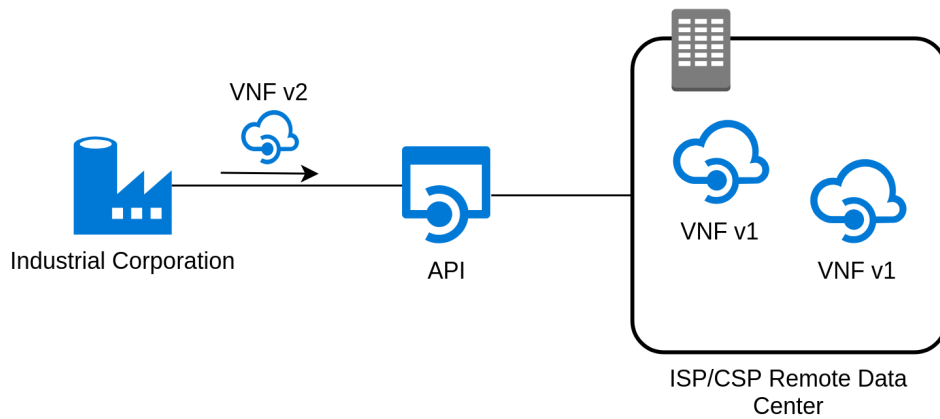 VNF v2
Industrial Corporation
API
VNF v1
VNF v1
ISP/CSP Remote Data
Center